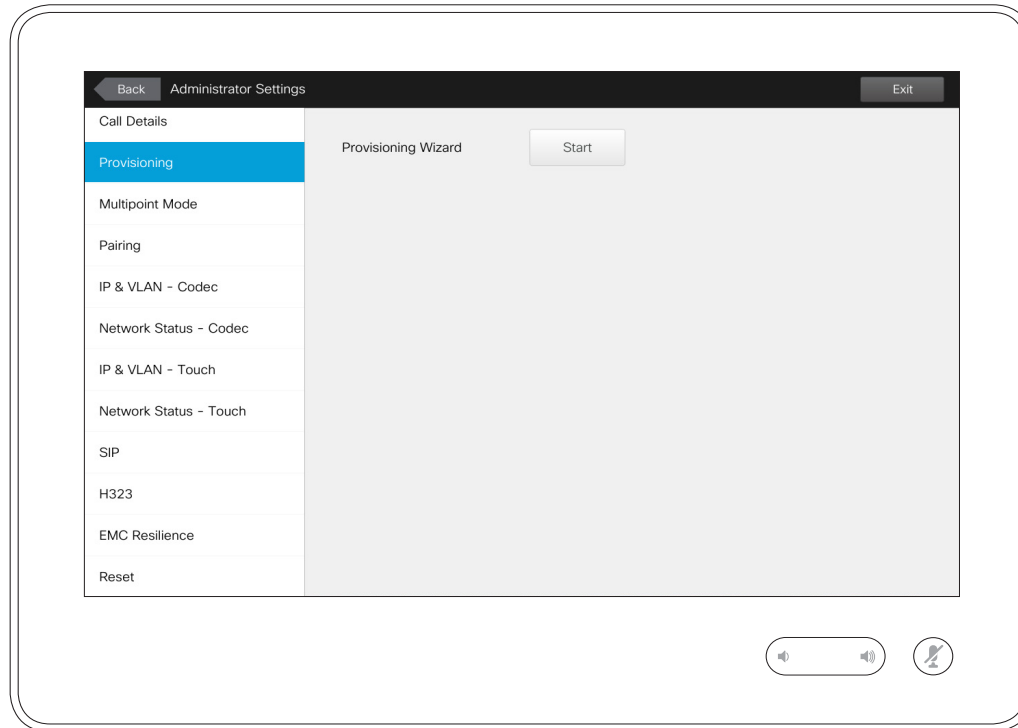 Back Administrator Settings Exit
Call Details
Provisioning
Multipoint Mode
Pairing
IP & VLAN - Codec
Network Status - Codec
IP & VLAN - Touch
Network Status - Touch
SIP
H323
EMC Resilience
Reset
Provisioning Wizard Start